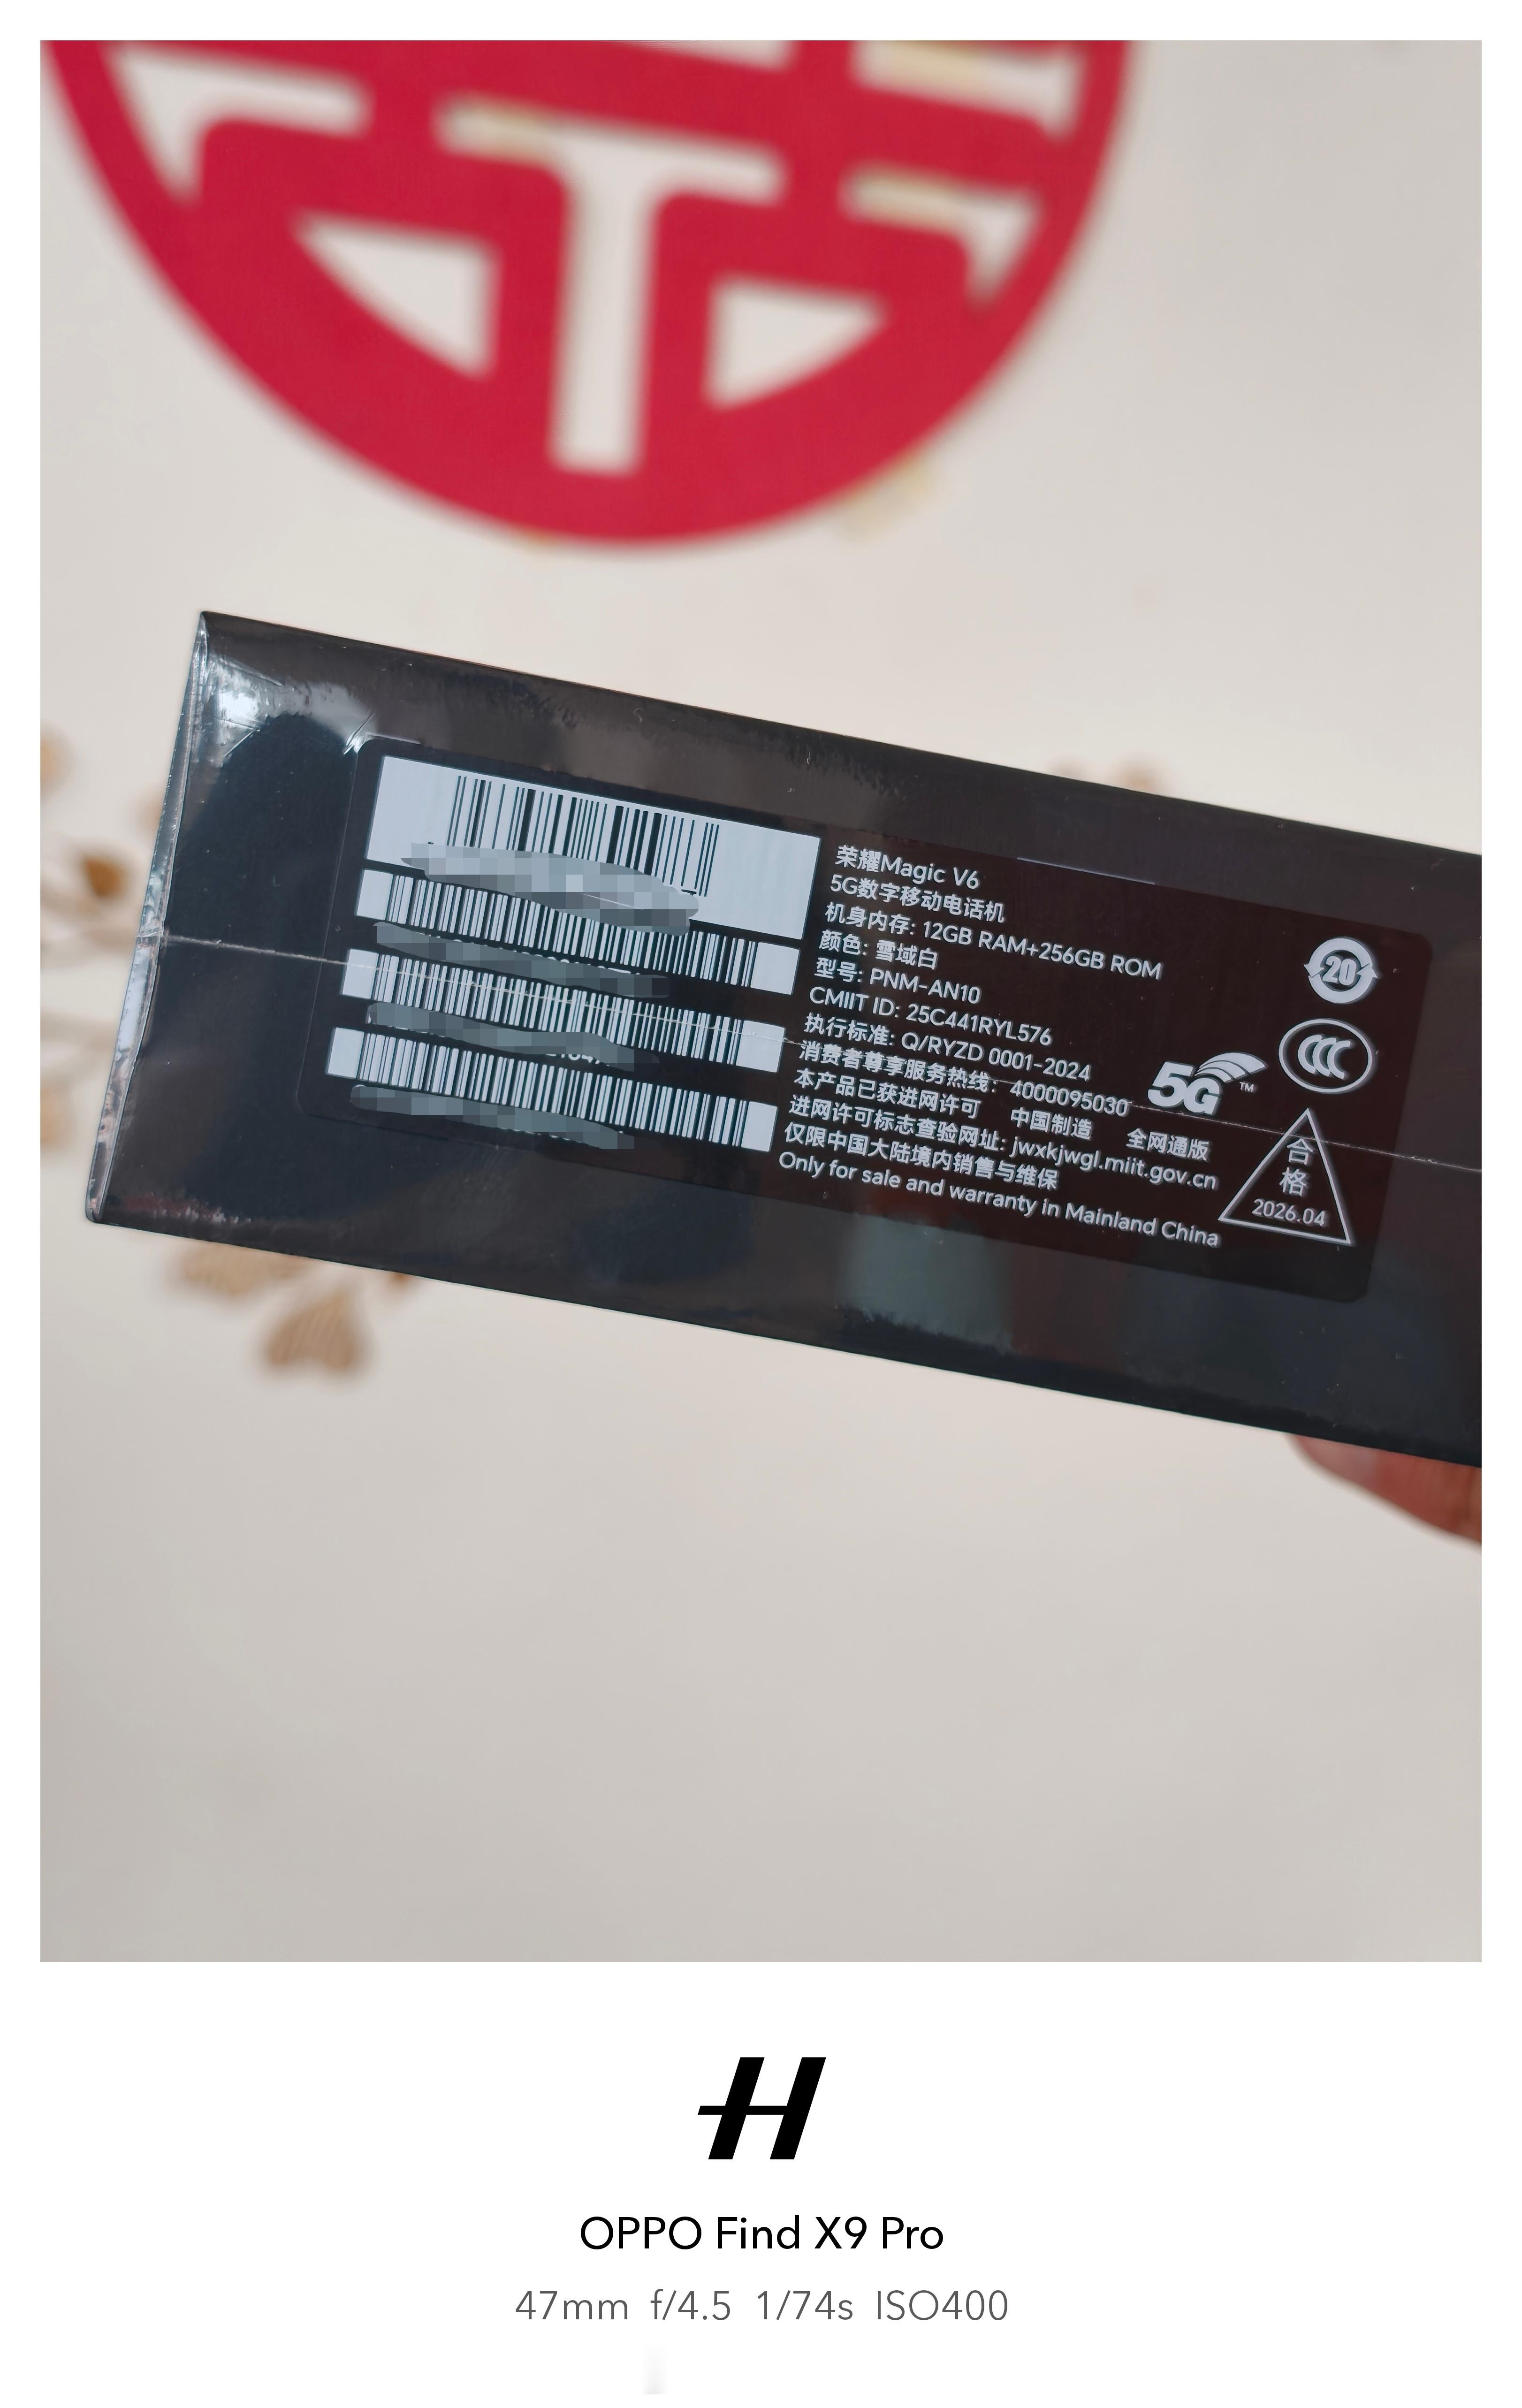 荣耀Magic V6
5G数字移动电话机
机身内存: 12GB RAM+256GB ROM
颜色: 雪域白
型号: PNM-AN10
CMIIT ID: 25C441RYL576
执行标准: Q/RYZD 0001-2024
消费者尊享服务热线: 4000095030
本产品已获进网许可 中国制造 全网通版
进网许可标志查验网址: jwxkjwgl.miit.gov.cn
仅限中国大陆境内销售与维保
Only for sale and warranty in Mainland China
20
CCC
5G TM
合
格
2026.04
H
OPPO Find X9 Pro
47mm f/4.5 1/74s ISO400